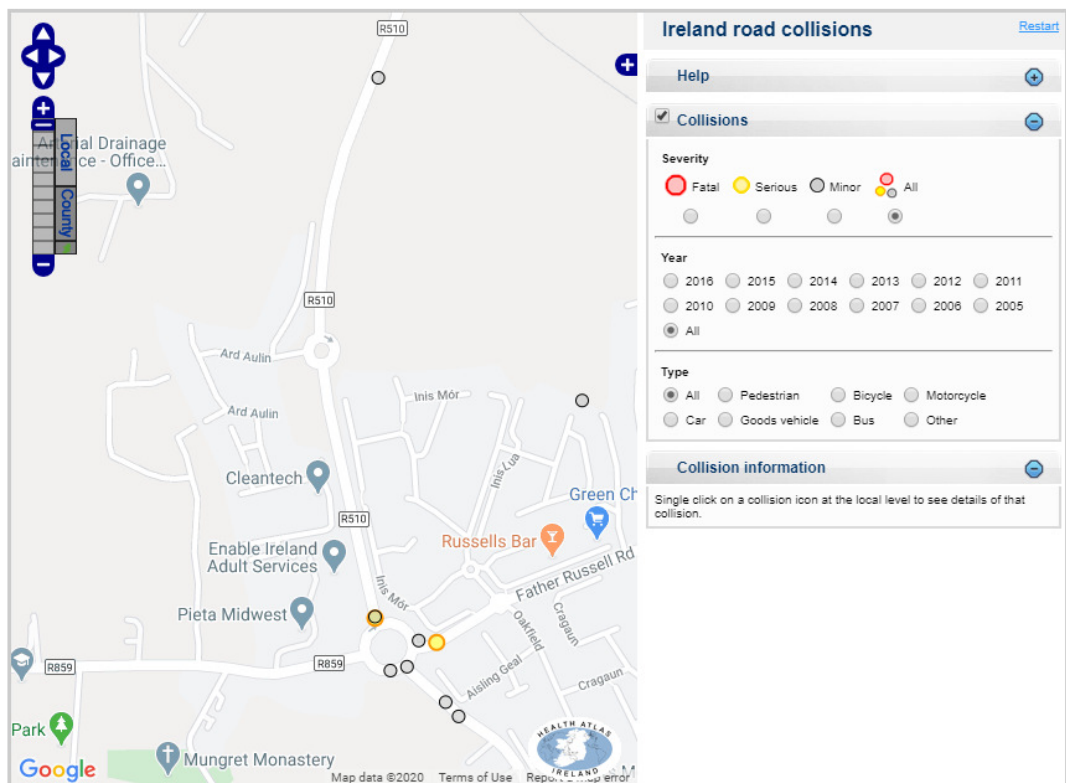 R510
Arterial Drainage
aintenance - Office...
Local
County
R510
Ard Aulin
Ard Aulin
Inis Mór
Cleantech
Inis Lua
Green Ch
R510
Russells Bar
Enable Ireland
Adult Services
Father Russell Rd
Inis Mór
Pieta Midwest
Oakfield
Cragaun
R859
R859
Aisling Geal
Cragaun
Park
HEALTH ATLAS
IRELAND
Mungret Monastery
Google
Map data ©2020 Terms of Use Report a map error
Ireland road collisions
Restart
Help
Collisions
Severity
Fatal Serious Minor All
Year
2016 2015 2014 2013 2012 2011
2010 2009 2008 2007 2006 2005
All
Type
All Pedestrian Bicycle Motorcycle
Car Goods vehicle Bus Other
Collision information
Single click on a collision icon at the local level to see details of that
collision.